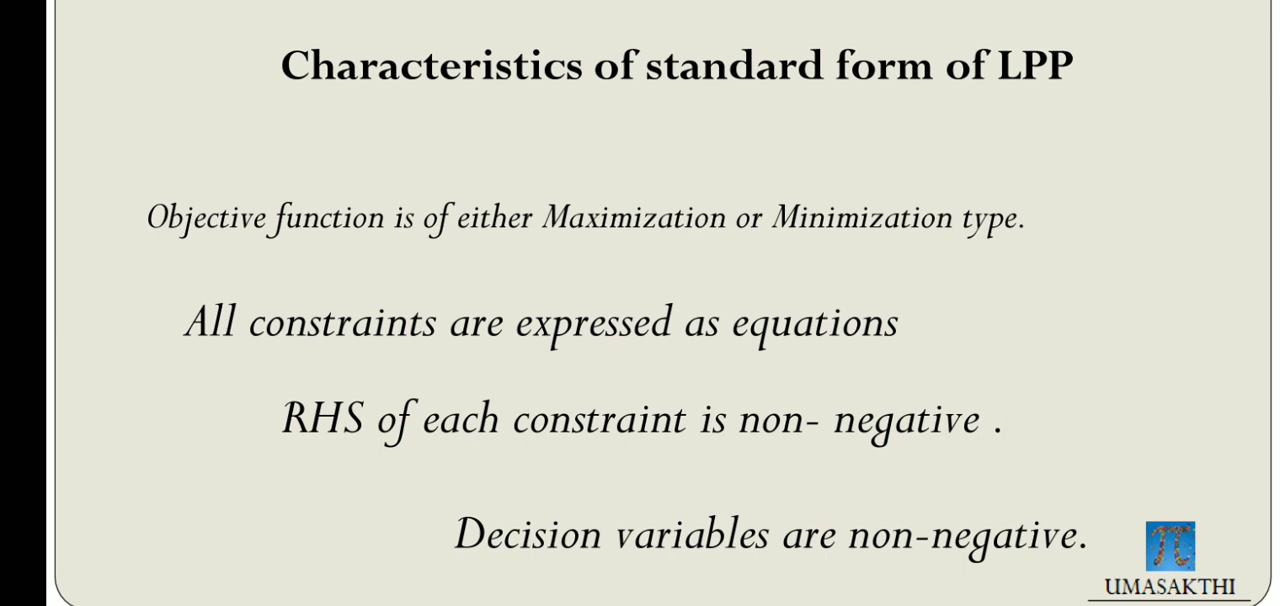 Characteristics of standard form of LPP
Objective function is of either Maximization or Minimization type.
All constraints are expressed as equations
RHS of each constraint is non- negative .
Decision variables are non-negative.
π
UMASAKTHI